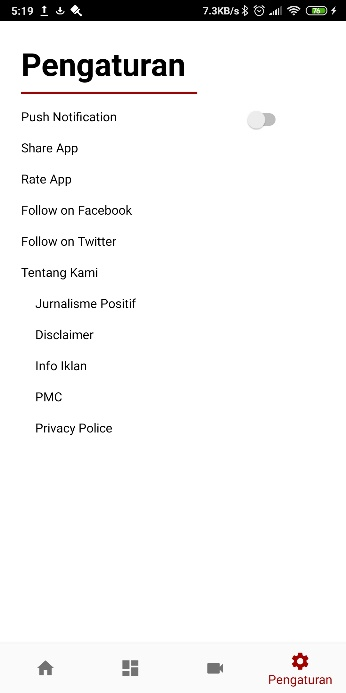 5:19 7.3KB/s 76
Pengaturan
Push Notification
Share App
Rate App
Follow on Facebook
Follow on Twitter
Tentang Kami
Jurnalisme Positif
Disclaimer
Info Iklan
PMC
Privacy Police
Pengaturan